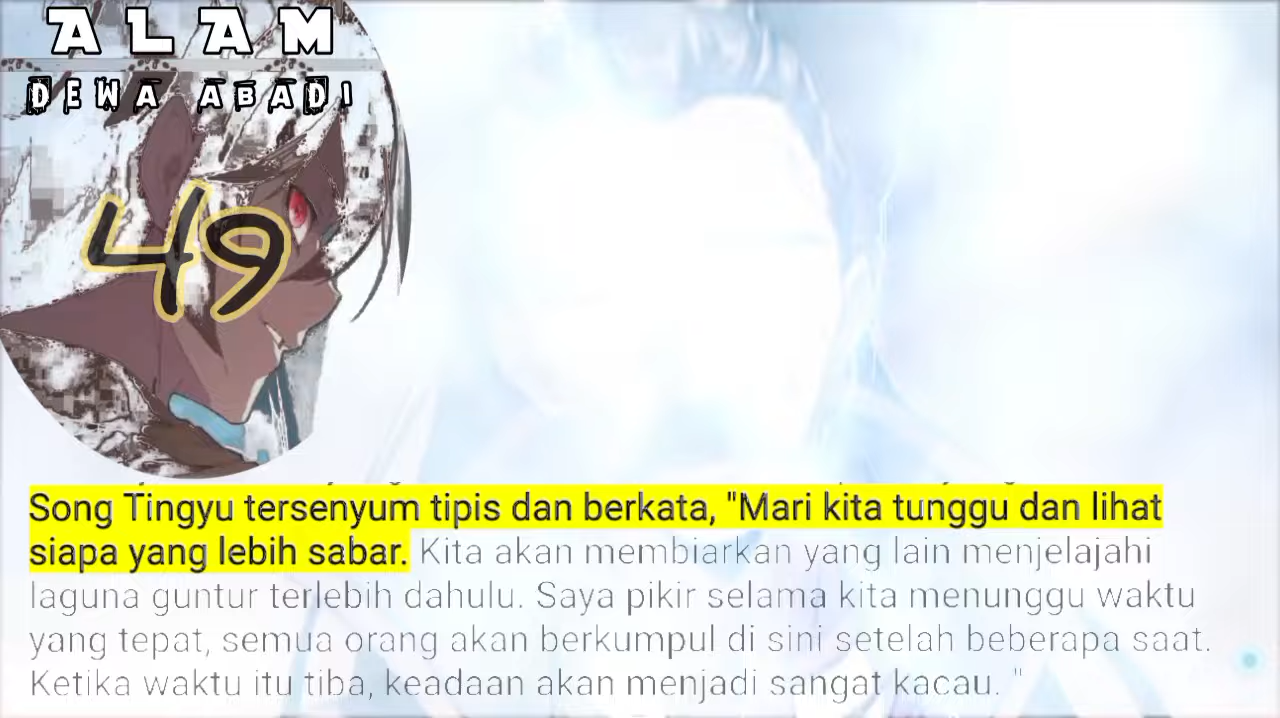 ALAM
DEWA ABADI
49
Song Tingyu tersenyum tipis dan berkata, "Mari kita tunggu dan lihat
siapa yang lebih sabar. Kita akan membiarkan yang lain menjelajahi
laguna guntur terlebih dahulu. Saya pikir selama kita menunggu waktu
yang tepat, semua orang akan berkumpul di sini setelah beberapa saat.
Ketika waktu itu tiba, keadaan akan menjadi sangat kacau. "